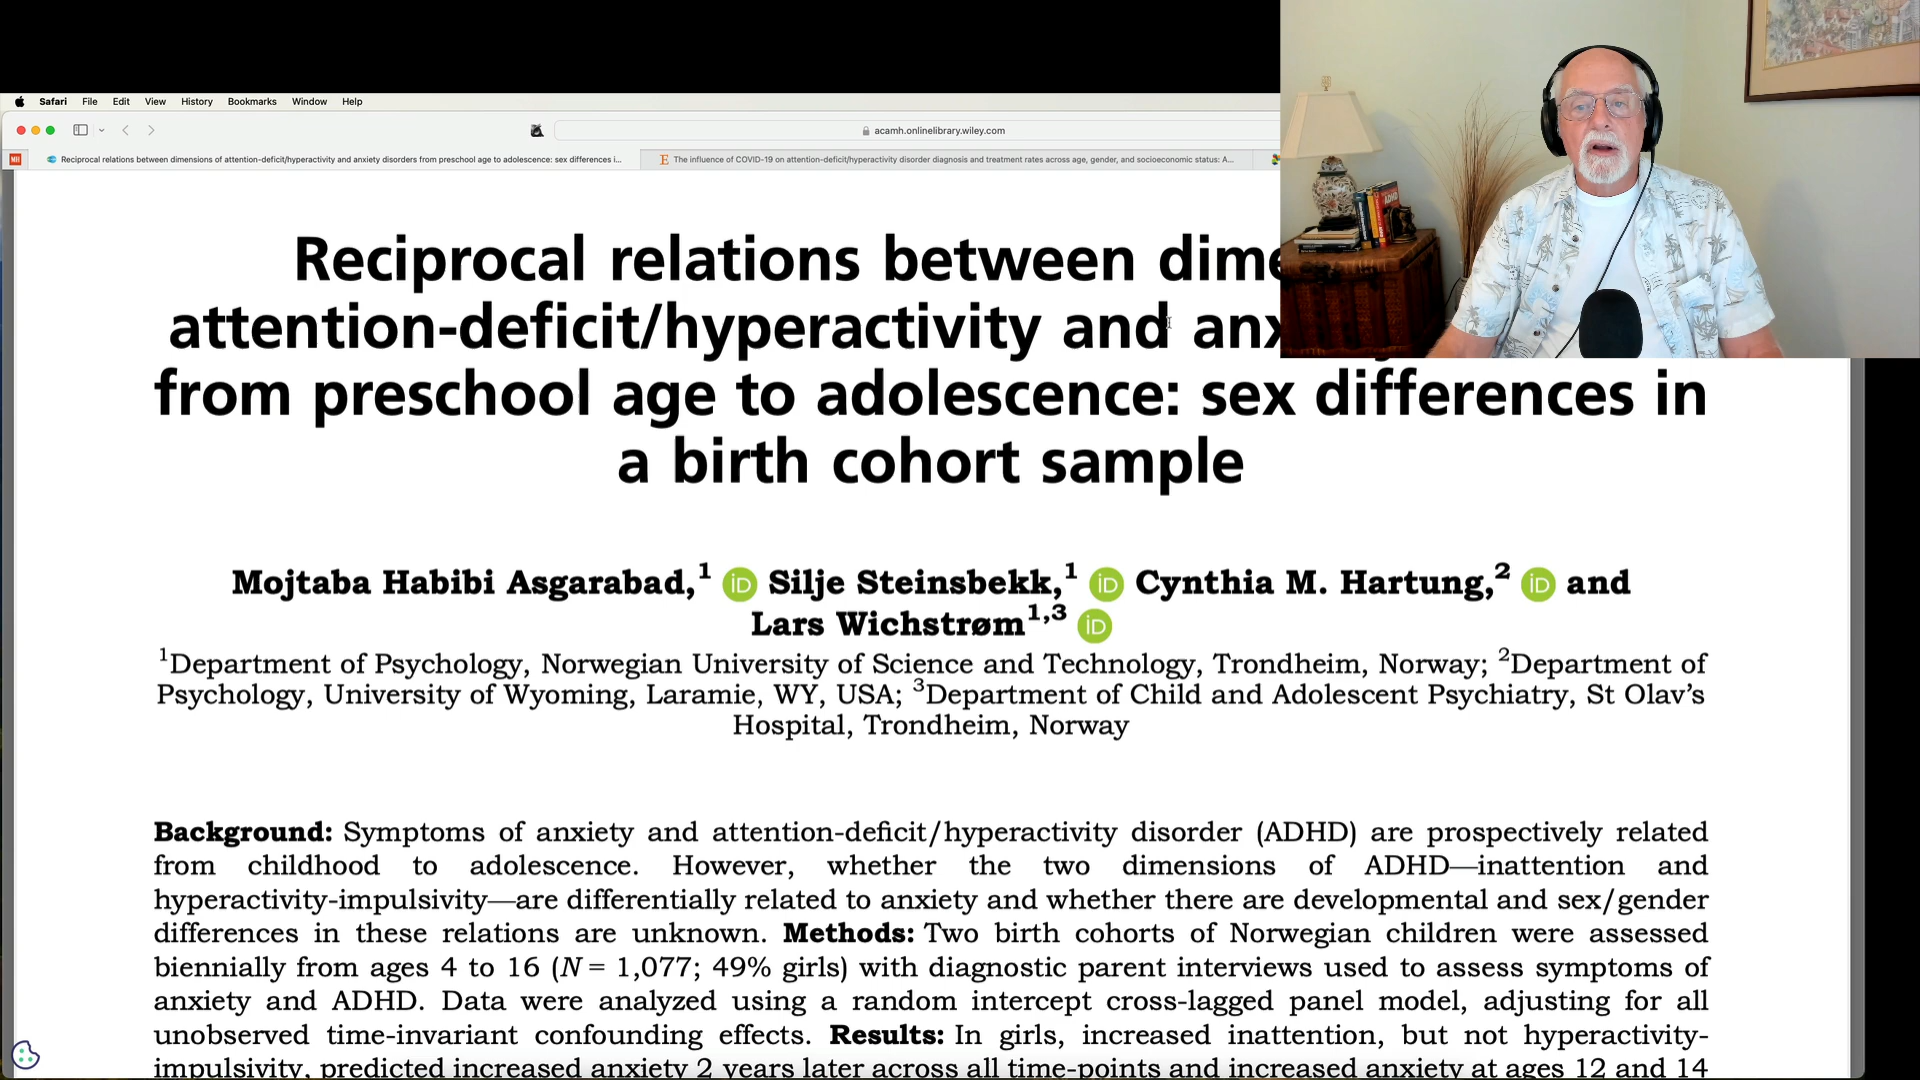 Safari File Edit View History Bookmarks Window Help
acamh.onlinelibrary.wiley.com
Reciprocal relations between dimensions of attention-deficit/hyperactivity and anxiety disorders from preschool age to adolescence: sex differences i...
E The influence of COVID-19 on attention-deficit/hyperactivity disorder diagnosis and treatment rates across age, gender, and socioeconomic status: A...
Reciprocal relations between dime
attention-deficit/hyperactivity and anx
from preschool age to adolescence: sex differences in
a birth cohort sample
Mojtaba Habibi Asgarabad,1 iD Silje Steinsbekk,1 iD Cynthia M. Hartung,2 iD and
Lars Wichstrøm1,3 iD
1Department of Psychology, Norwegian University of Science and Technology, Trondheim, Norway; 2Department of
Psychology, University of Wyoming, Laramie, WY, USA; 3Department of Child and Adolescent Psychiatry, St Olav’s
Hospital, Trondheim, Norway
Background: Symptoms of anxiety and attention-deficit/hyperactivity disorder (ADHD) are prospectively related
from childhood to adolescence. However, whether the two dimensions of ADHD—inattention and
hyperactivity-impulsivity—are differentially related to anxiety and whether there are developmental and sex/gender
differences in these relations are unknown. Methods: Two birth cohorts of Norwegian children were assessed
biennially from ages 4 to 16 (N = 1,077; 49% girls) with diagnostic parent interviews used to assess symptoms of
anxiety and ADHD. Data were analyzed using a random intercept cross-lagged panel model, adjusting for all
unobserved time-invariant confounding effects. Results: In girls, increased inattention, but not hyperactivity-
impulsivity, predicted increased anxiety 2 years later across all time-points and increased anxiety at ages 12 and 14
ADHD